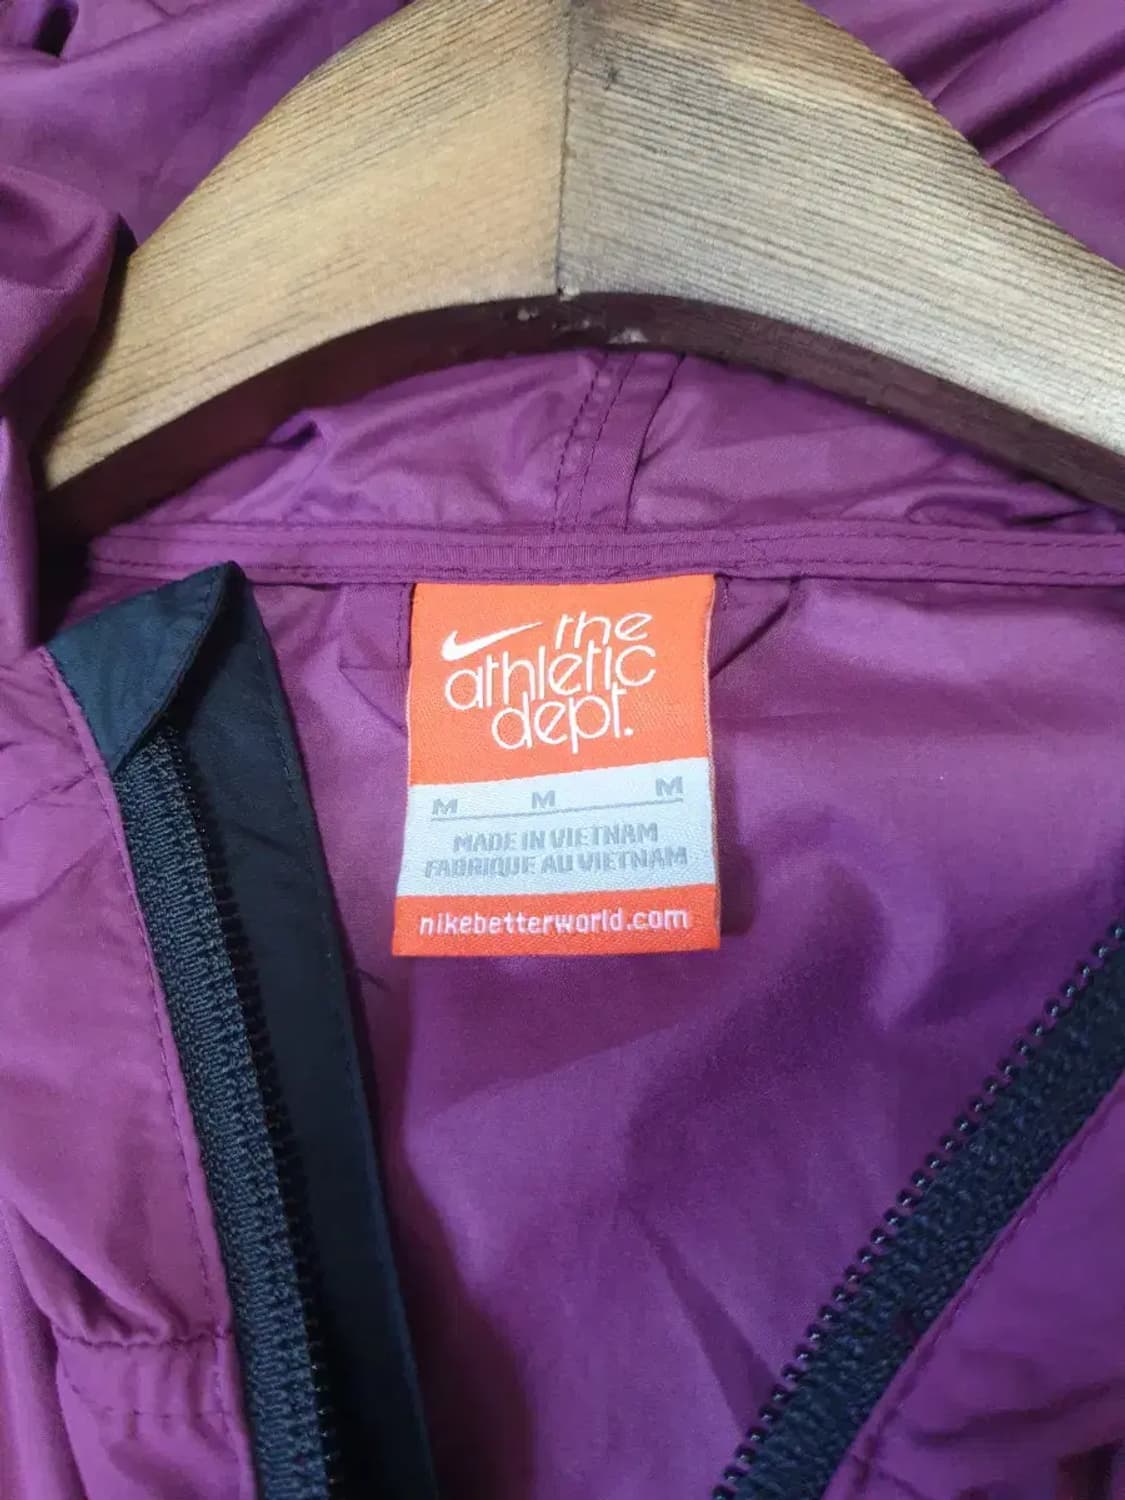 the
athletic
dept.
M M M
MADE IN VIETNAM
FABRIQUE AU VIETNAM
nikebetterworld.com